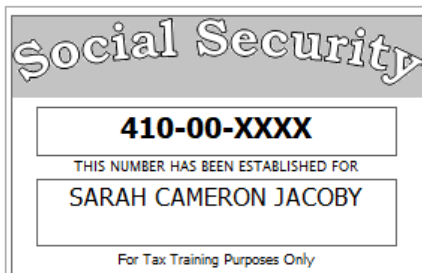 Social Security
410-00-XXXX
THIS NUMBER HAS BEEN ESTABLISHED FOR
SARAH CAMERON JACOBY
For Tax Training Purposes Only